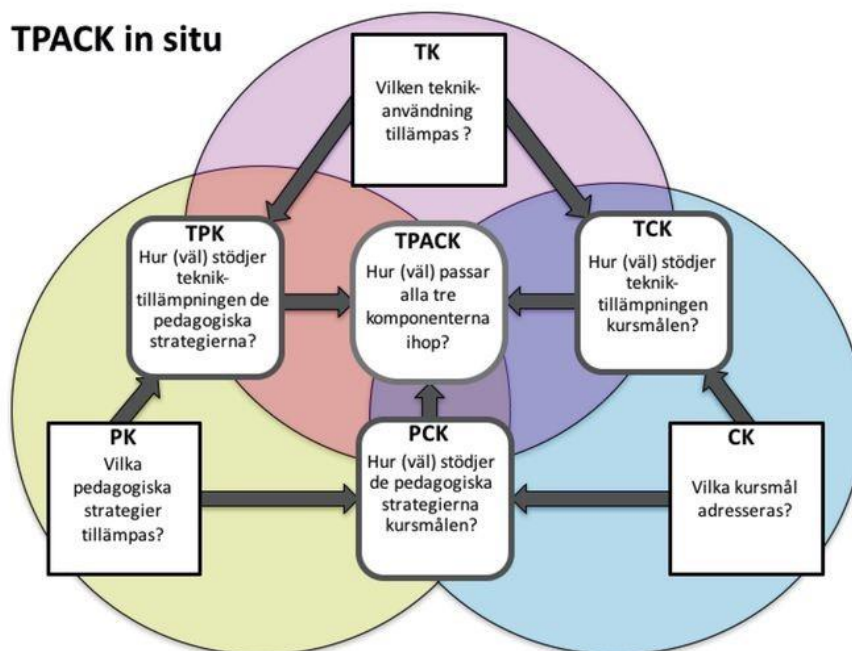 TPACK in situ
TK
Vilken teknik-
användning
tillämpas ?
TPK
Hur (väl) stödjer
teknik-
tillämpningen de
pedagogiska
strategierna?
TPACK
Hur (väl) passar
alla tre
komponenterna
ihop?
TCK
Hur (väl) stödjer
teknik-
tillämpningen
kursmålen?
PK
Vilka
pedagogiska
strategier
tillämpas?
PCK
Hur (väl) stödjer
de pedagogiska
strategierna
kursmålen?
CK
Vilka kursmål
adresseras?